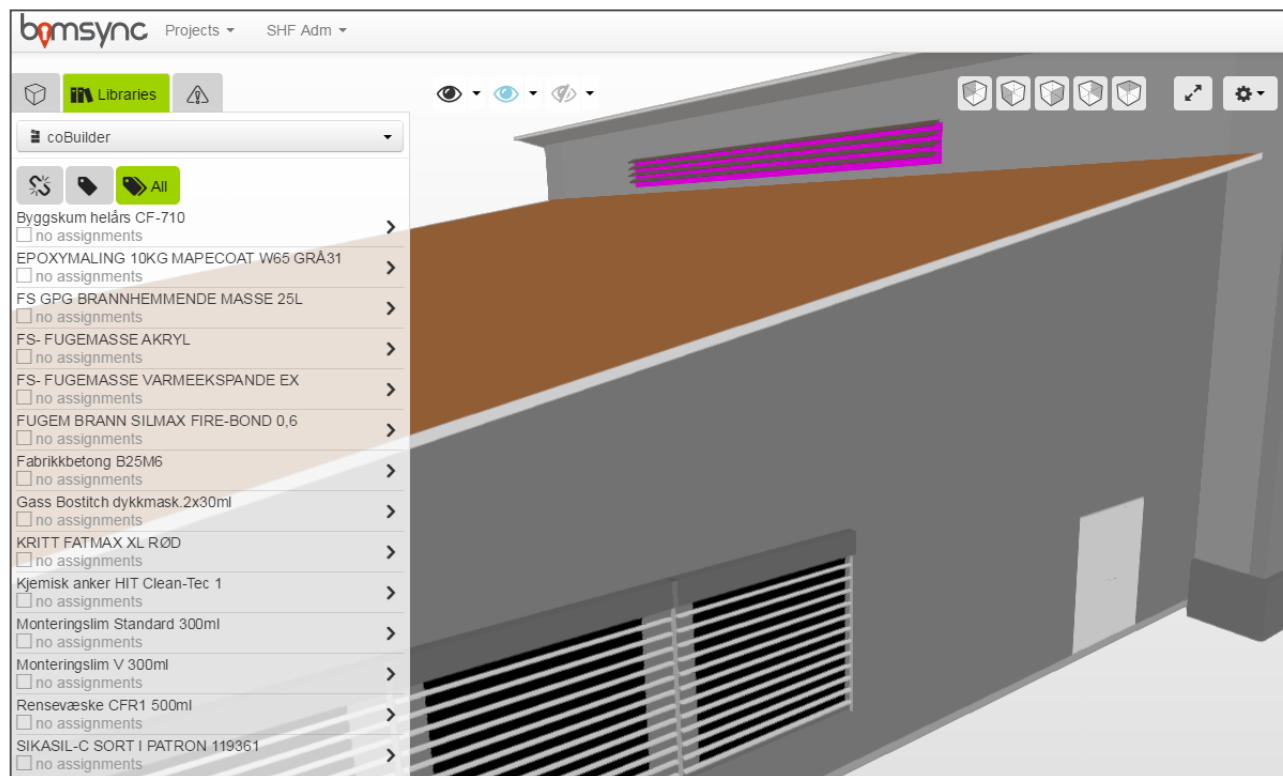 bimsync Projects SHF Adm
Libraries
coBuilder
All
Byggskum helårs CF-710
no assignments
EPOXYMALING 10KG MAPECOAT W65 GRÅ31
no assignments
FS GPG BRANNHEMMENDE MASSE 25L
no assignments
FS- FUGEMASSE AKRYL
no assignments
FS- FUGEMASSE VARMEEKSPANDE EX
no assignments
FUGEM BRANN SILMAX FIRE-BOND 0,6
no assignments
Fabrikkbetong B25M6
no assignments
Gass Bostitch dykkmask.2x30ml
no assignments
KRITT FATMAX XL RØD
no assignments
Kjemisk anker HIT Clean-Tec 1
no assignments
Monteringslim Standard 300ml
no assignments
Monteringslim V 300ml
no assignments
Rensevæske CFR1 500ml
no assignments
SIKASIL-C SORT I PATRON 119361
no assignments